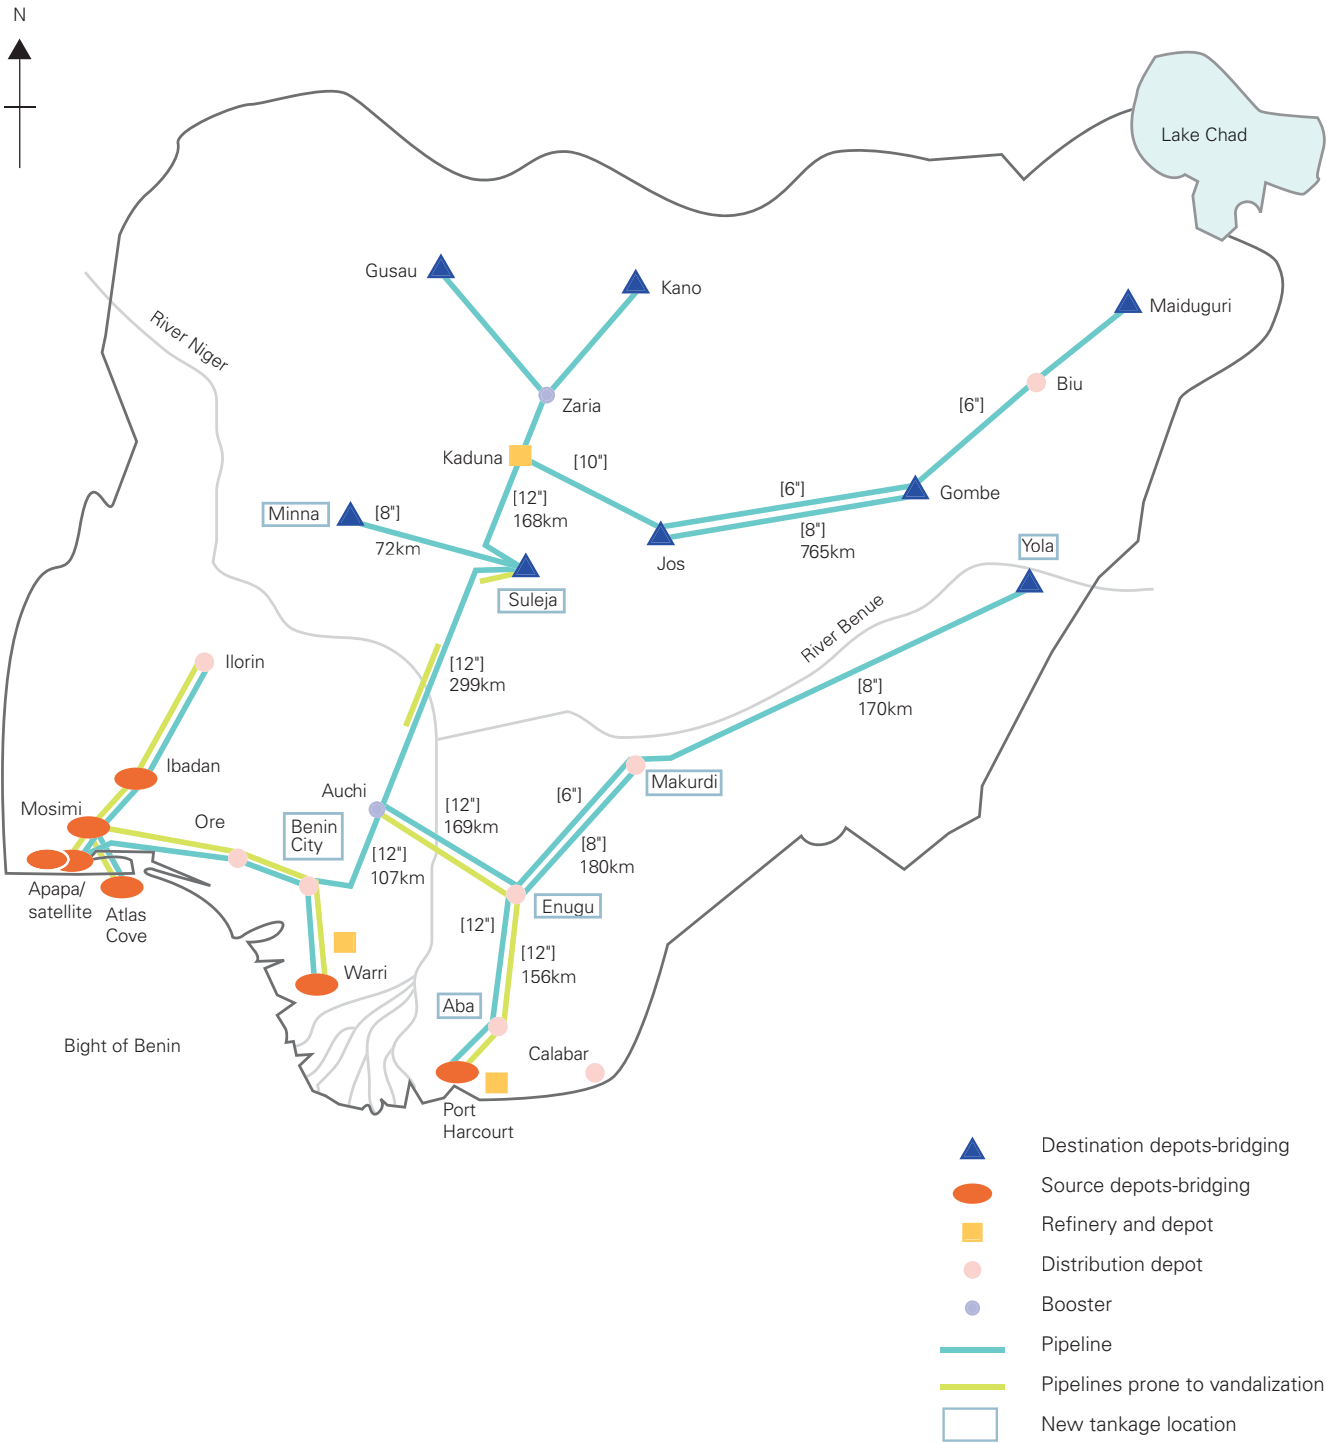 N
Lake Chad
Gusau
Kano
Maiduguri
River Niger
Zaria
Biu
[6"]
Kaduna
[10"]
[6"]
Gombe
[12"]
168km
Minna
[8"]
72km
[8"]
765km
Jos
Yola
Suleja
River Benue
Ilorin
[12"]
299km
[8"]
170km
Ibadan
Makurdi
Auchi
[6"]
Mosimi
Ore
[12"]
169km
Benin
City
[8"]
180km
[12"]
107km
Apapa/
satellite
Atlas
Cove
Enugu
[12"]
[12"]
156km
Warri
Aba
Bight of Benin
Calabar
Port
Harcourt
Destination depots-bridging
Source depots-bridging
Refinery and depot
Distribution depot
Booster
Pipeline
Pipelines prone to vandalization
New tankage location